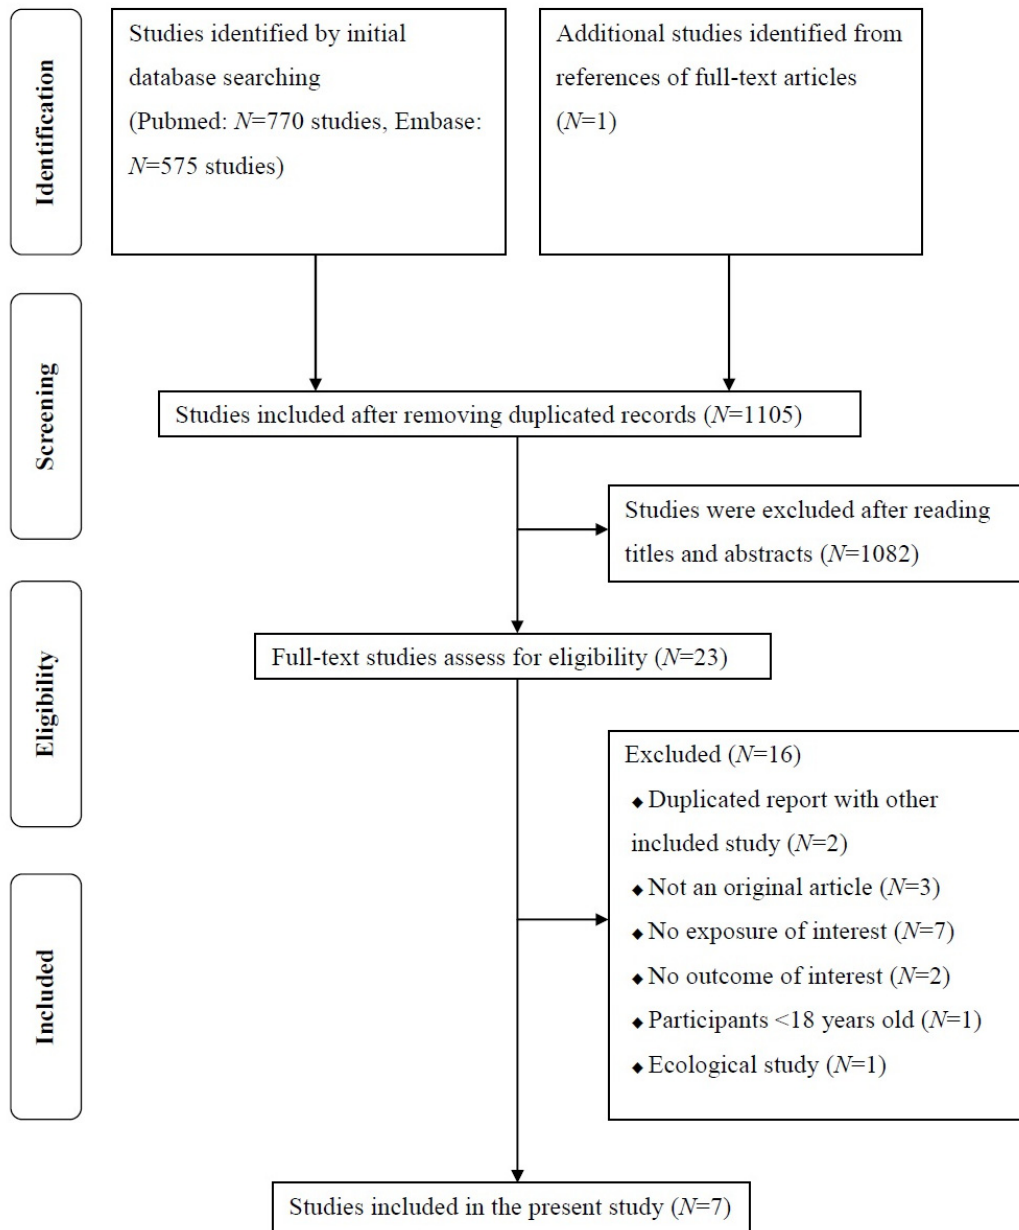 Identification
Studies identified by initial
database searching
(Pubmed: N=770 studies, Embase:
N=575 studies)
Additional studies identified from
references of full-text articles
(N=1)
Screening
Studies included after removing duplicated records (N=1105)
Studies were excluded after reading
titles and abstracts (N=1082)
Eligibility
Full-text studies assess for eligibility (N=23)
Excluded (N=16)
◆ Duplicated report with other
included study (N=2)
◆ Not an original article (N=3)
◆ No exposure of interest (N=7)
◆ No outcome of interest (N=2)
◆ Participants <18 years old (N=1)
◆ Ecological study (N=1)
Included
Studies included in the present study (N=7)